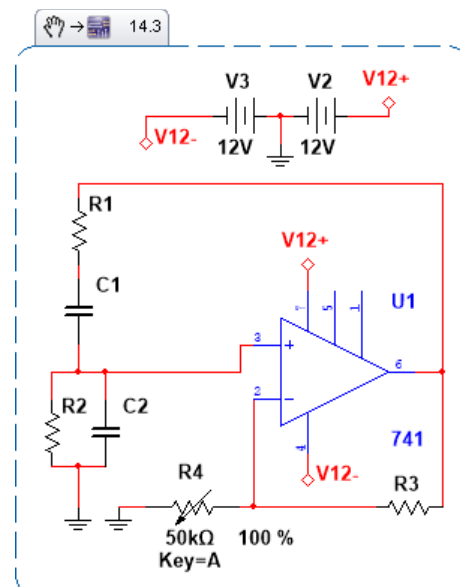 14.3
V3 V2 V12+
V12-
12V 12V
R1
V12+
C1
U1
7 5 1
3
6
R2 C2
2
741
4
R4 V12- R3
50kΩ 100 %
Key=A